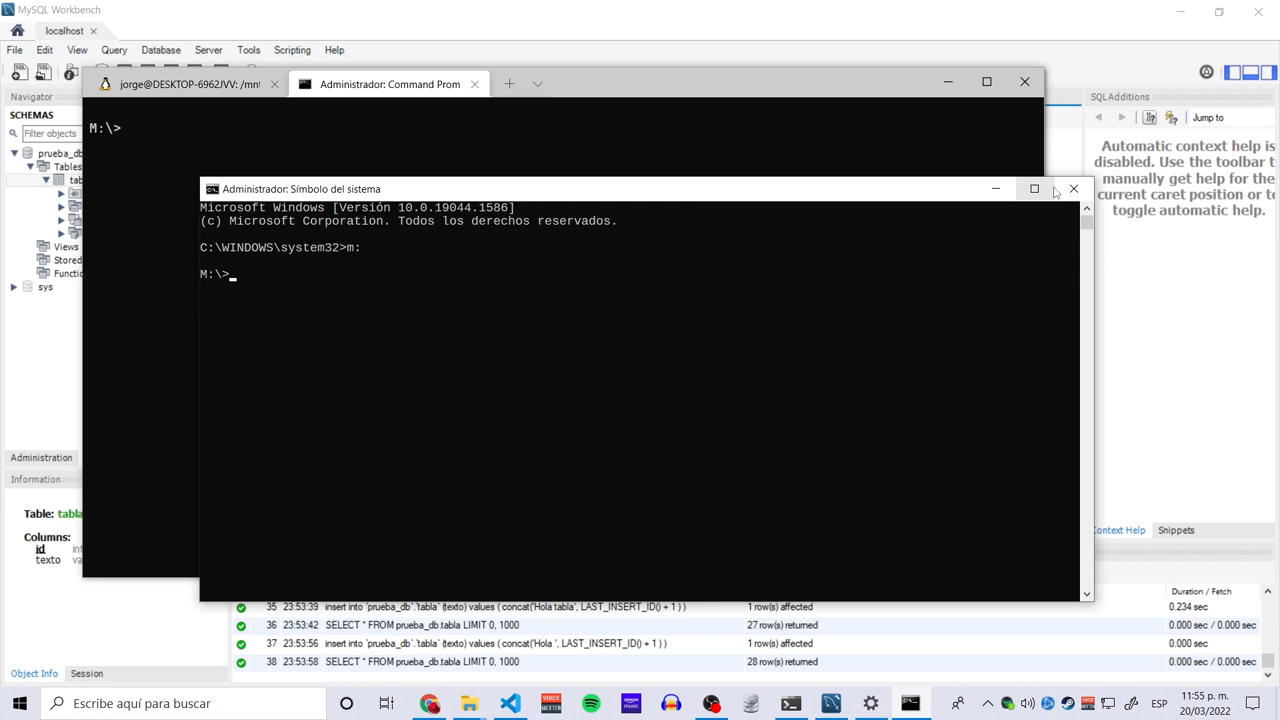 MySQL Workbench
localhost
File Edit View Query Database Server Tools Scripting Help
jorge@DESKTOP-6962JVV: /mnt
Administrador: Command Prom
Navigator
SQLAdditions
SCHEMAS
Filter objects
Jump to
M:\>
prueba_db
Tables
tab
Views
Stored
Functi
sys
Automatic context help is
disabled. Use the toolbar t
manually get help for the
current caret position or to
toggle automatic help.
Administrador: Símbolo del sistema
Microsoft Windows [Versión 10.0.19044.1586]
(c) Microsoft Corporation. Todos los derechos reservados.
C:\WINDOWS\system32>m:
M:\>
Administration
Information
Table: tabla
Columns:
id int
texto va
Context Help Snippets
Duration / Fetch
35 23:53:39 insert into `prueba_db`.`tabla` (texto) values ( concat('Hola tabla', LAST_INSERT_ID() + 1 ) ) 1 row(s) affected 0.234 sec
36 23:53:42 SELECT * FROM prueba_db.tabla LIMIT 0, 1000 27 row(s) returned 0.000 sec / 0.000 sec
37 23:53:56 insert into `prueba_db`.`tabla` (texto) values ( concat('Hola ', LAST_INSERT_ID() + 1 ) ) 1 row(s) affected 0.000 sec
38 23:53:58 SELECT * FROM prueba_db.tabla LIMIT 0, 1000 28 row(s) returned 0.000 sec / 0.000 sec
Object Info Session
Escribe aquí para buscar
VOICE MEETER
amazon music
ESP
11:55 p. m.
20/03/2022